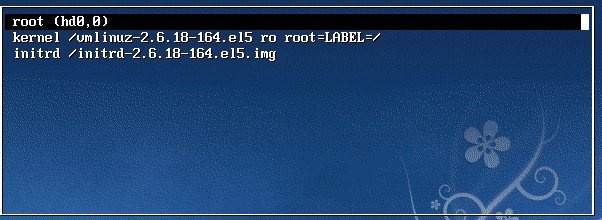 root (hd0,0)
kernel /vmlinuz-2.6.18-164.el5 ro root=LABEL=/
initrd /initrd-2.6.18-164.el5.img